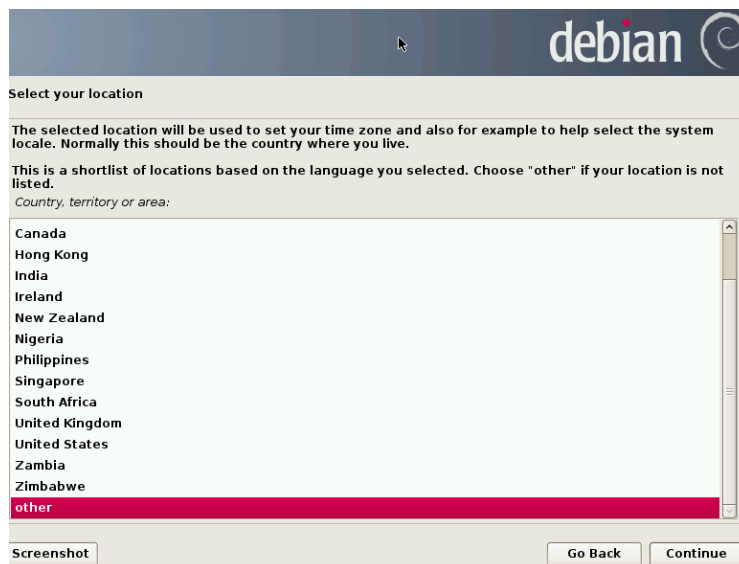 debian
Select your location
The selected location will be used to set your time zone and also for example to help select the system
locale. Normally this should be the country where you live.
This is a shortlist of locations based on the language you selected. Choose "other" if your location is not
listed.
Country, territory or area:
Canada
Hong Kong
India
Ireland
New Zealand
Nigeria
Philippines
Singapore
South Africa
United Kingdom
United States
Zambia
Zimbabwe
other
Screenshot
Go Back
Continue